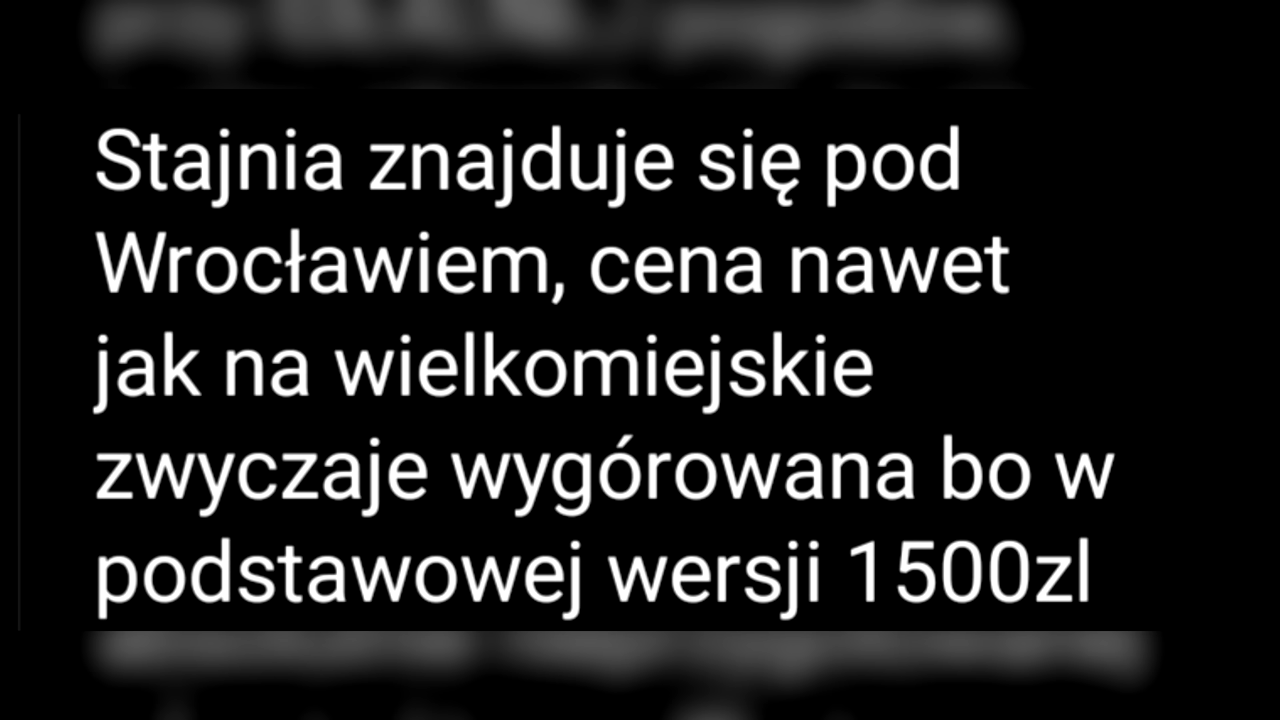 Stajnia znajduje się pod
Wrocławiem, cena nawet
jak na wielkomiejskie
zwyczaje wygórowana bo w
podstawowej wersji 1500zl